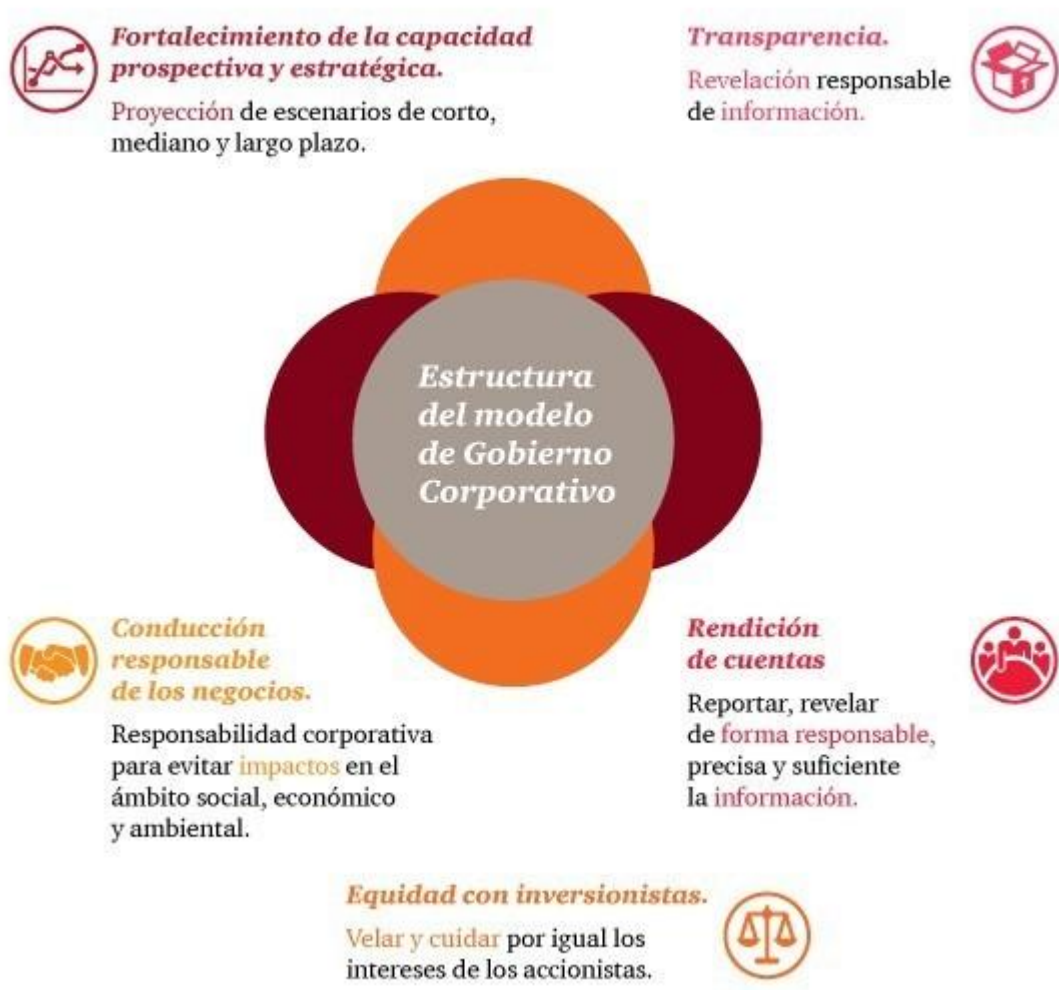 Fortalecimiento de la capacidad
prospectiva y estratégica.
Proyección de escenarios de corto,
mediano y largo plazo.
Transparencia.
Revelación responsable
de información.
Estructura
del modelo
de Gobierno
Corporativo
Conducción
responsable
de los negocios.
Responsabilidad corporativa
para evitar impactos en el
ámbito social, económico
y ambiental.
Rendición
de cuentas
Reportar, revelar
de forma responsable,
precisa y suficiente
la información.
Equidad con inversionistas.
Velar y cuidar por igual los
intereses de los accionistas.